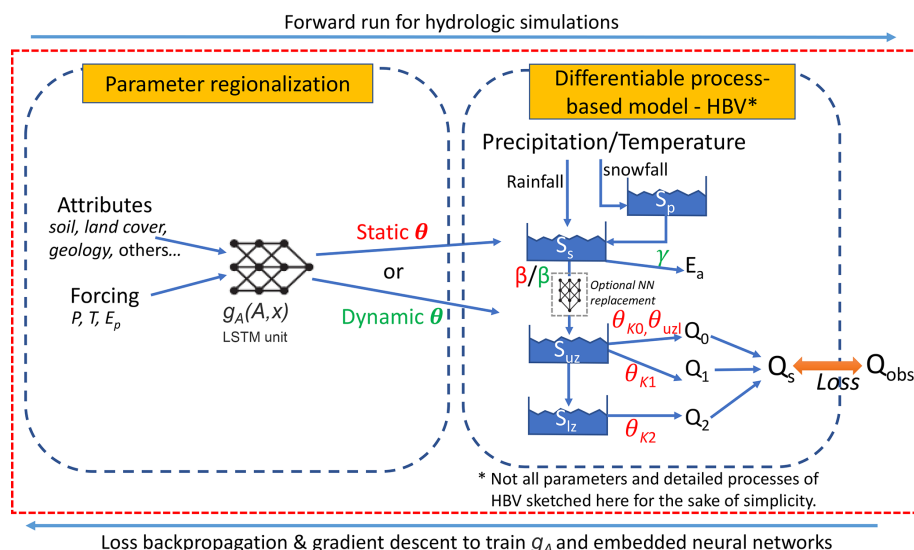 Forward run for hydrologic simulations
Parameter regionalization
Differentiable process-
based model - HBV*
Precipitation/Temperature
Rainfall
snowfall
Sp
Attributes
soil, land cover,
geology, others...
Static θ
Ss
γ
Ea
or
β/β
Optional NN
replacement
Forcing
P, T, Ep
gA(A,x)
LSTM unit
Dynamic θ
θK0, θuzl
Q0
Suz
θK1
Q1
Qs
Loss
Qobs
Slz
θK2
Q2
* Not all parameters and detailed processes of
HBV sketched here for the sake of simplicity.
Loss backpropagation & gradient descent to train gA and embedded neural networks